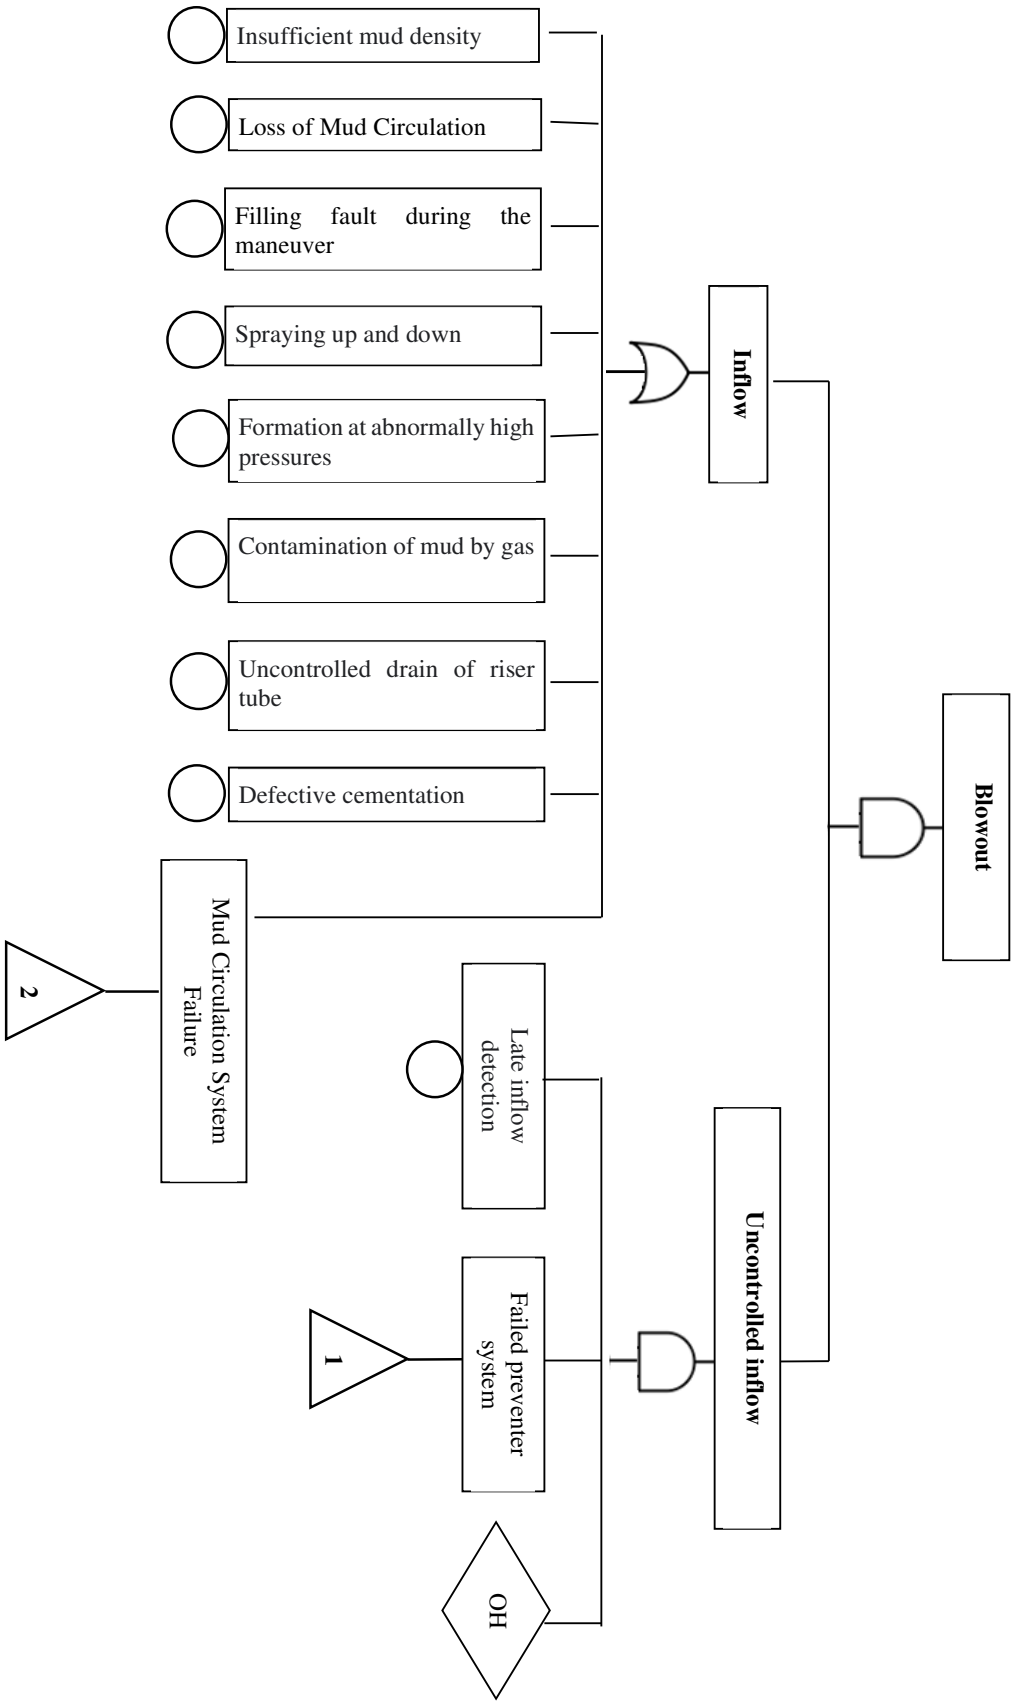 Insufficient mud density
Loss of Mud Circulation
Filling fault during the
maneuver
Spraying up and down
Formation at abnormally high
pressures
Contamination of mud by gas
Uncontrolled drain of riser
tube
Defective cementation
Inflow
Blowout
Mud Circulation System
Failure
2
Late inflow
detection
Uncontrolled inflow
Failed preventer
system
1
OH